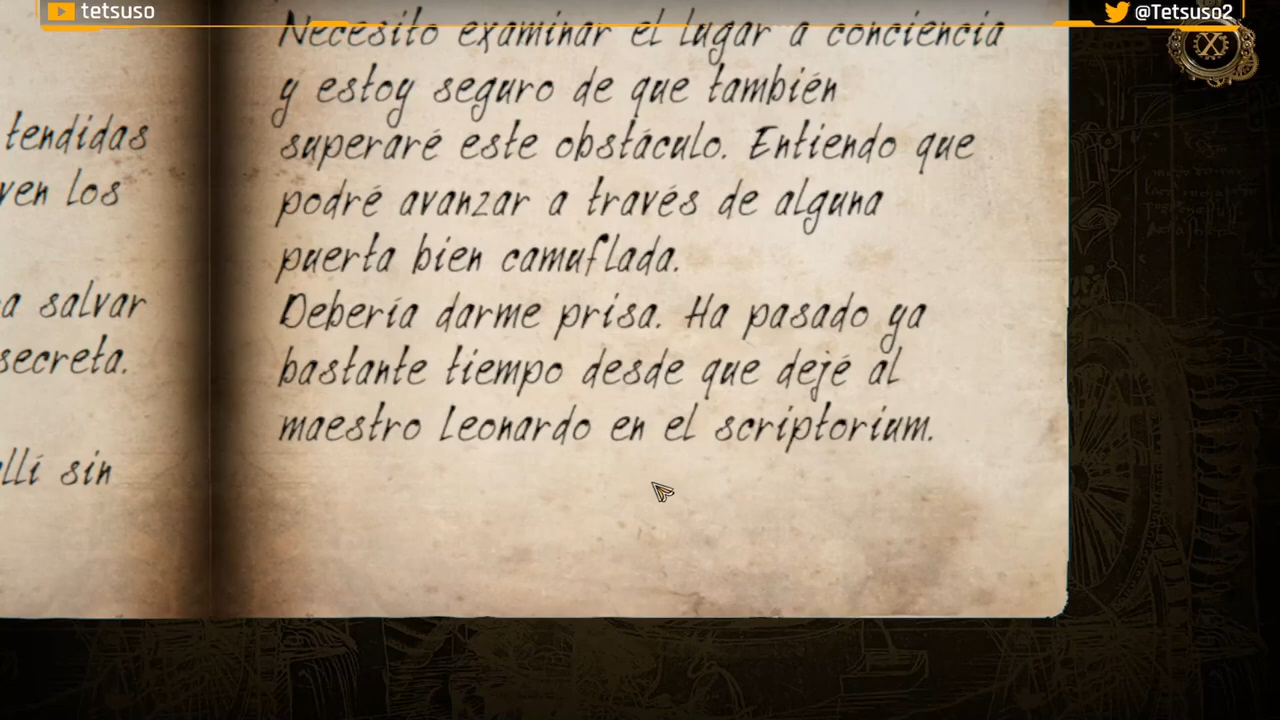 tetsuso
@Tetsuso2
tendidas
ven los
a salvar
secreta.
llí sin
Necesito examinar el lugar a conciencia
y estoy seguro de que también
superaré este obstáculo. Entiendo que
podré avanzar a través de alguna
puerta bien camuflada.
Debería darme prisa. Ha pasado ya
bastante tiempo desde que dejé al
maestro Leonardo en el scriptorium.